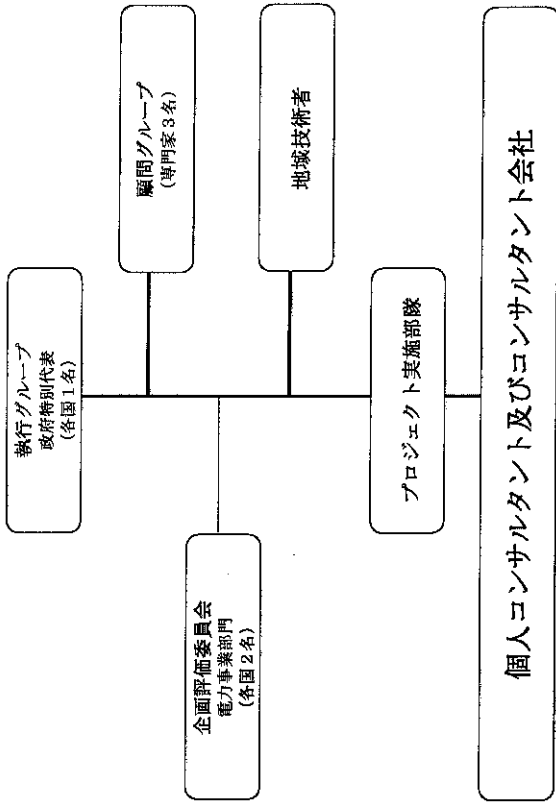 執行グループ
政府特別代表
(各国1名)
顧問グループ
(専門家3名)
企画評価委員会
電力事業部門
(各国2名)
地域技術者
プロジェクト実施部隊
個人コンサルタント及びコンサルタント会社